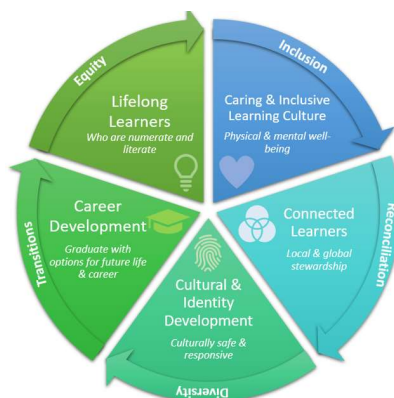 Equity
Lifelong
Learners
Who are numerate and
literate
Inclusion
Caring & Inclusive
Learning Culture
Physical & mental well-
being
Reconciliation
Connected
Learners
Local & global
stewardship
Diversity
Cultural &
Identity
Development
Culturally safe &
responsive
Transitions
Career
Development
Graduate with
options for future life
& career